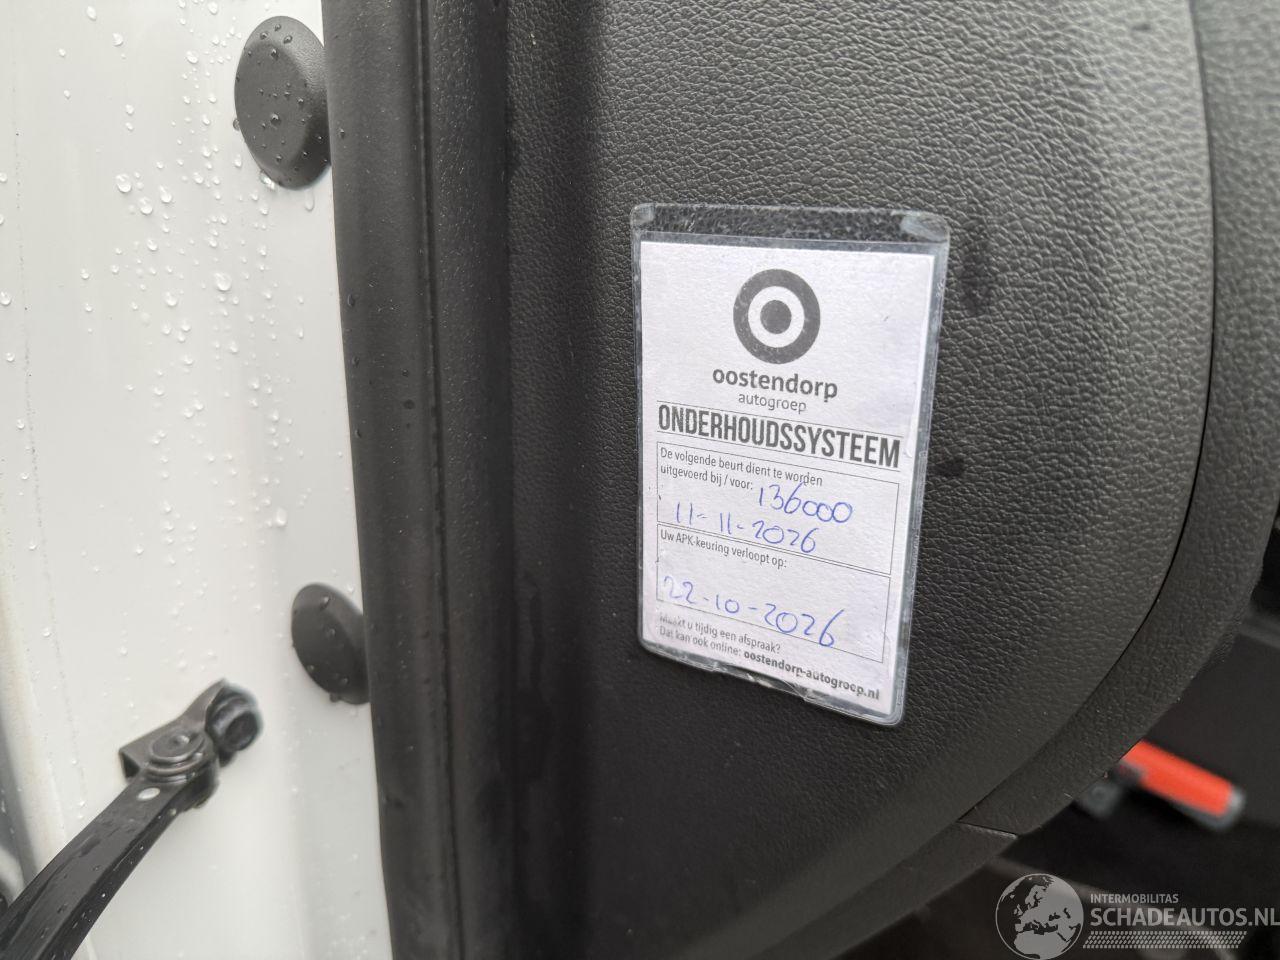 oostendorp
autogroep
ONDERHOUDSSYSTEEM
De volgende beurt dient te worden
uitgevoerd bij / voor: 136000
11-11-2026
Uw APK-keuring verloopt op:
22-10-2026
Maakt u tijdig een afspraak?
Dat kan ook online: oostendorp-autogroep.nl
INTERMOBILITAS
SCHADEAUTOS.NL